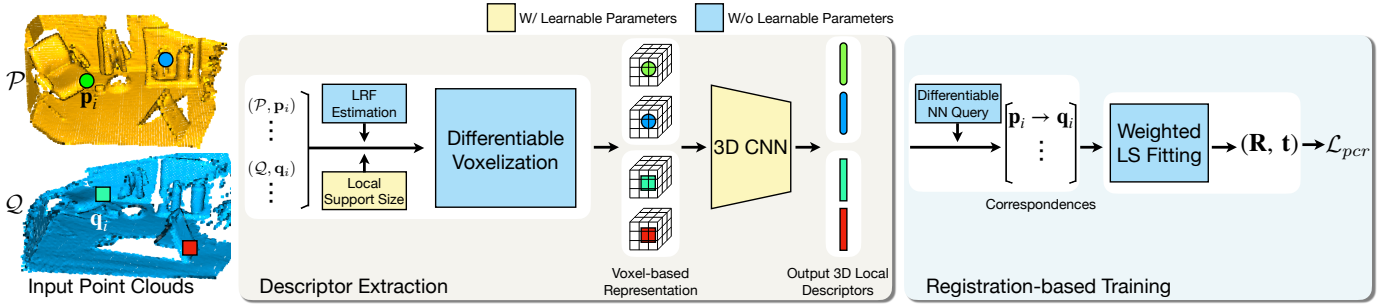 W/ Learnable Parameters
W/o Learnable Parameters
𝒫
p_i
𝒬
q_i
Input Point Clouds
(𝒫, p_i)
⋮
(𝒬, q_i)
⋮
LRF
Estimation
Local
Support Size
Differentiable
Voxelization
3D CNN
Descriptor Extraction
Voxel-based
Representation
Output 3D Local
Descriptors
Differentiable
NN Query
p_i → q_i
⋮
Correspondences
Weighted
LS Fitting
(R, t)
ℒ_pcr
Registration-based Training